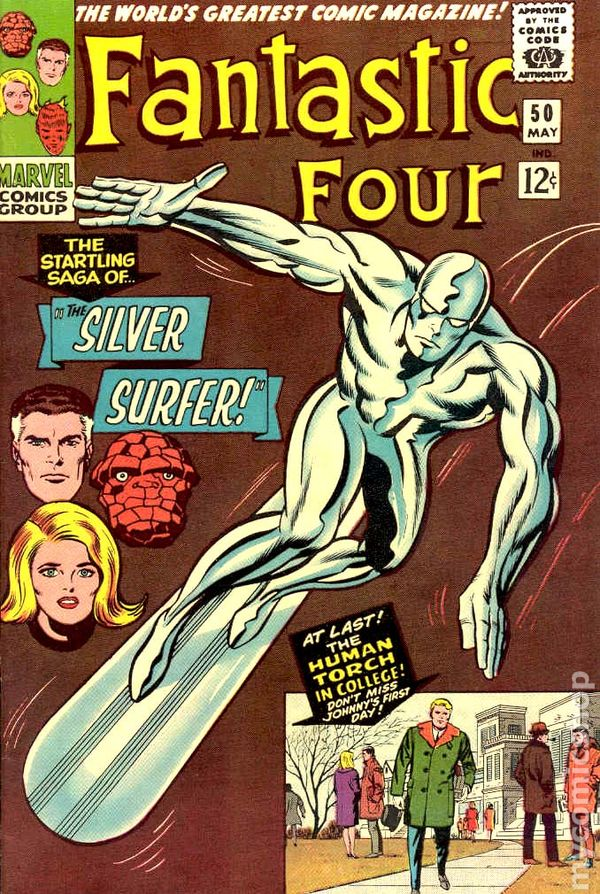 THE WORLD'S GREATEST COMIC MAGAZINE!
APPROVED
BY THE
COMICS
CODE
CA
AUTHORITY
Fantastic
Four
50
MAY
IND.
12¢
MARVEL
COMICS
GROUP
THE
STARTLING
SAGA OF...
"THE
SILVER
SURFER!"
AT LAST!
THE
HUMAN
TORCH
IN COLLEGE!
DON'T MISS
JOHNNY'S FIRST
DAY!
mycomicshop